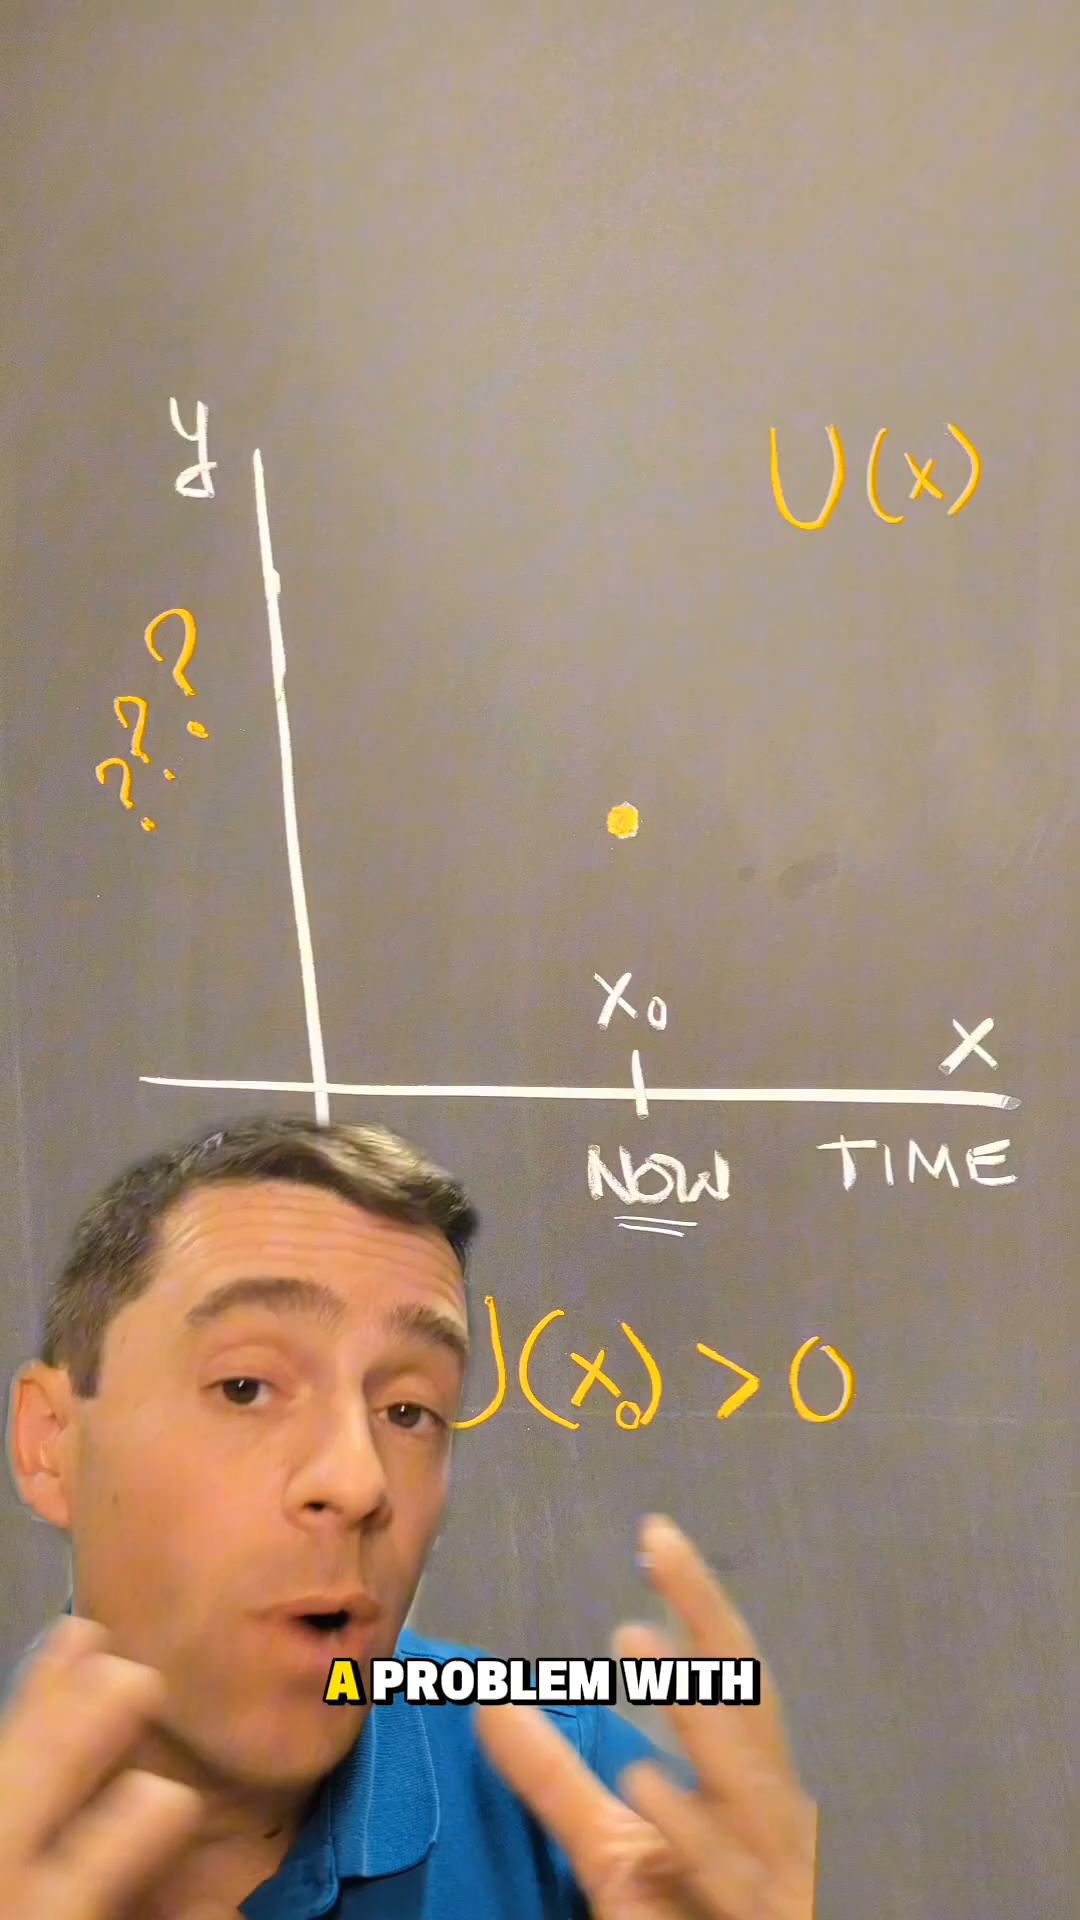 y
U(x)
? ? ?
x₀
x
NOW
TIME
U(x₀) > 0
A PROBLEM WITH